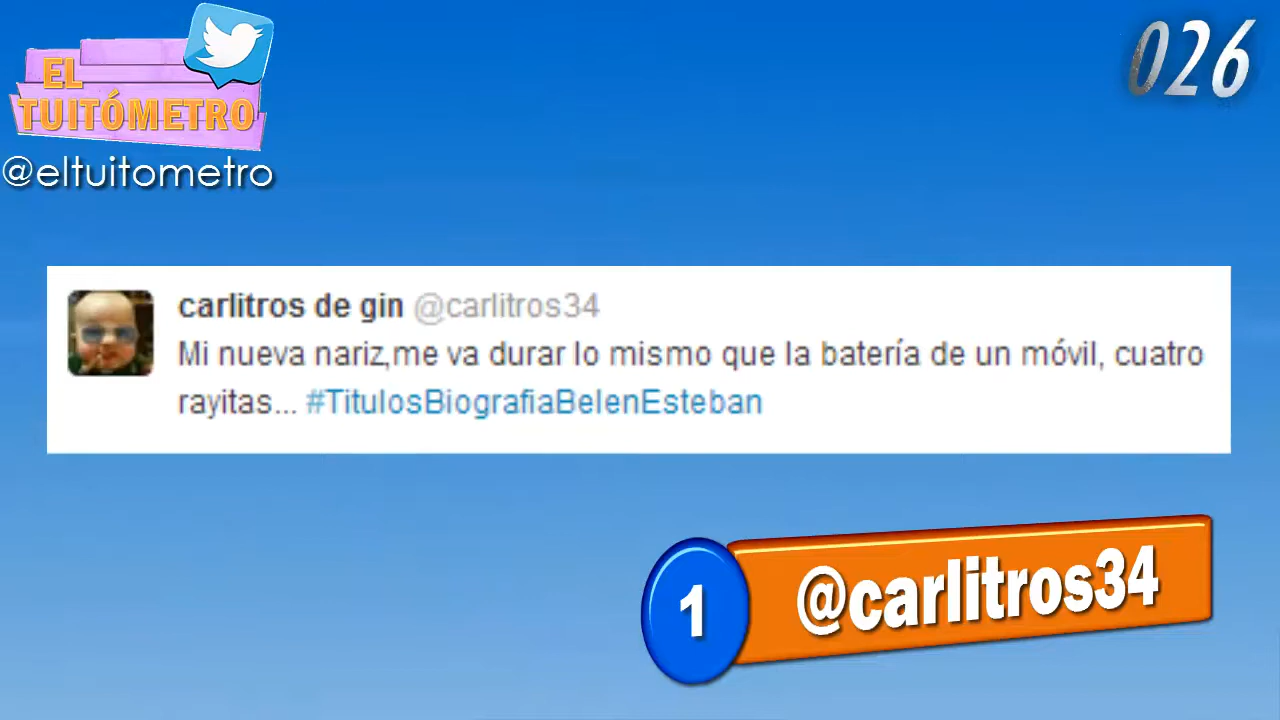 EL
TUITÓMETRO
@eltuitometro
026
carlitros de gin @carlitros34
Mi nueva nariz,me va durar lo mismo que la batería de un móvil, cuatro
rayitas... #TitulosBiografiaBelenEsteban
1 @carlitros34